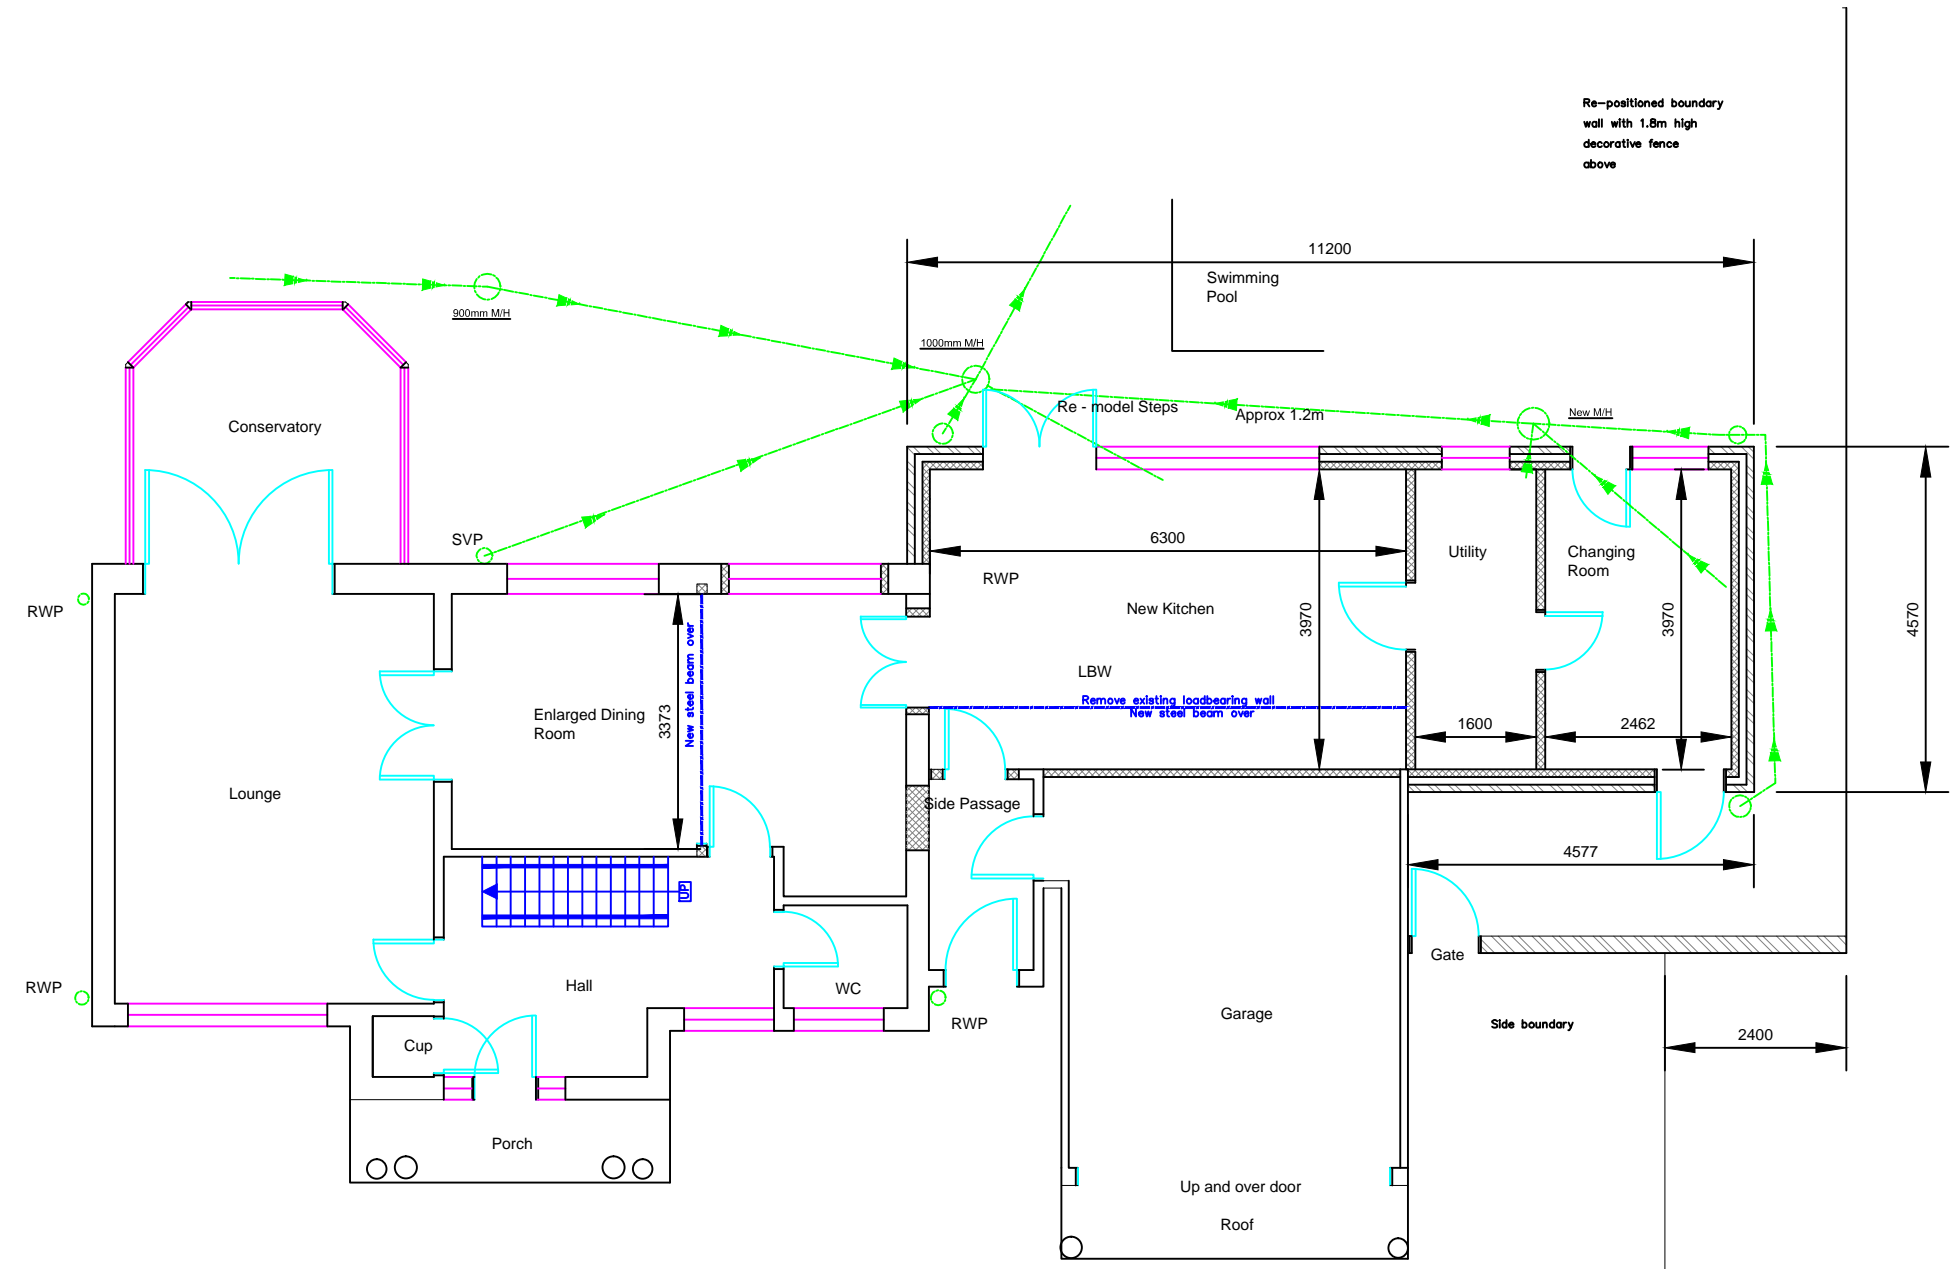 Re-positioned boundary
wall with 1.8m high
decorative fence
above
11200
Swimming
Pool
900mm M/H
1000mm M/H
Re - model Steps
Approx 1.2m
New M/H
Conservatory
SVP
6300
Utility
Changing
Room
RWP
RWP
New Kitchen
3970
3970
4570
LBW
Remove existing loadbearing wall
New steel beam over
New steel beam over
3373
Enlarged Dining
Room
1600
2462
Lounge
Side Passage
4577
UP
Gate
RWP
Hall
WC
RWP
Garage
Side boundary
2400
Cup
Porch
Up and over door
Roof